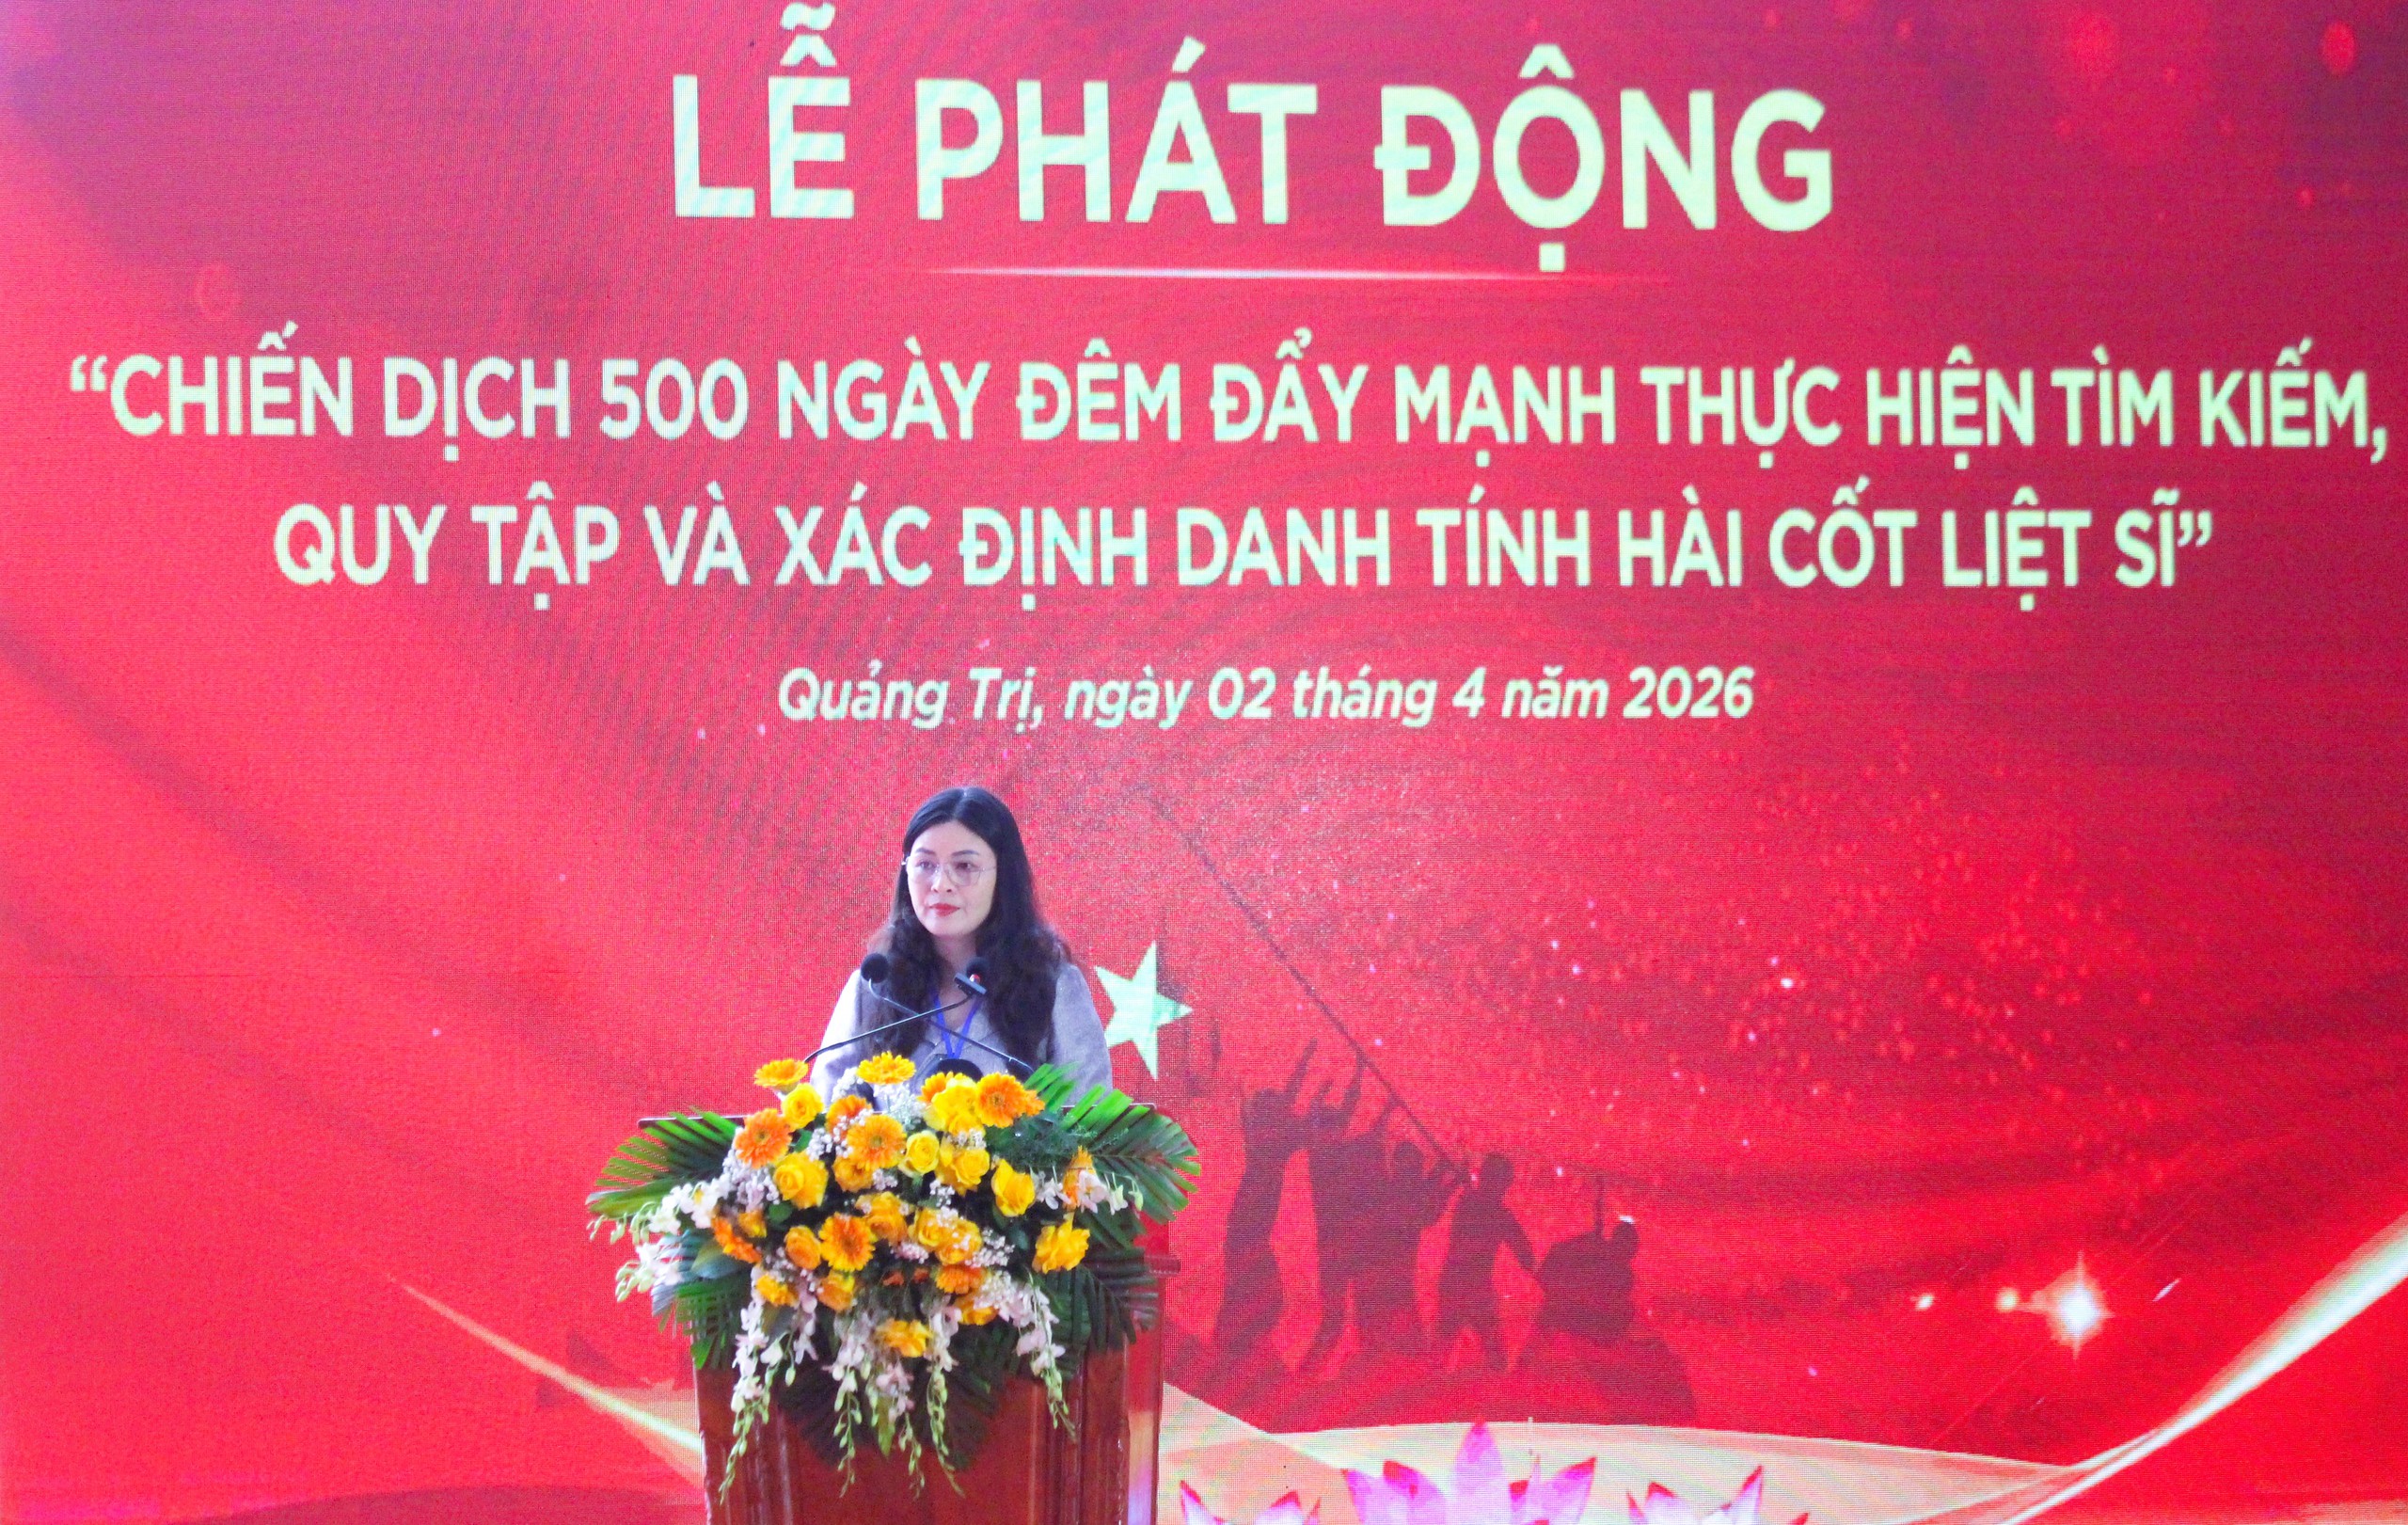 LỄ PHÁT ĐỘNG
“CHIẾN DỊCH 500 NGÀY ĐÊM ĐẨY MẠNH THỰC HIỆN TÌM KIẾM,
QUY TẬP VÀ XÁC ĐỊNH DANH TÍNH HÀI CỐT LIỆT SĨ”
Quảng Trị, ngày 02 tháng 4 năm 2026